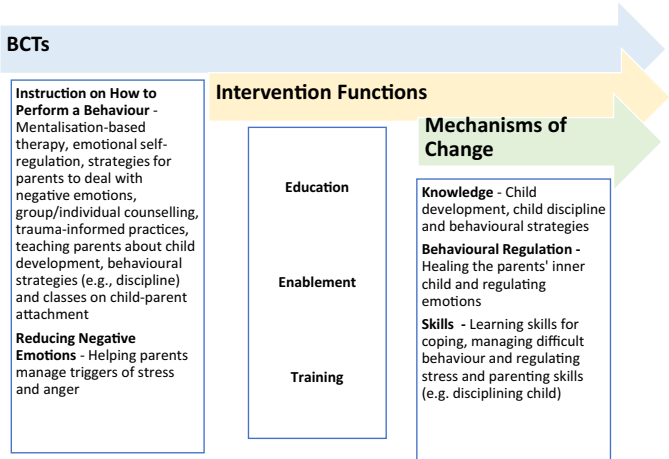 BCTs
Instruction on How to
Perform a Behaviour -
Mentalisation-based
therapy, emotional self-
regulation, strategies for
parents to deal with
negative emotions,
group/individual counselling,
trauma-informed practices,
teaching parents about child
development, behavioural
strategies (e.g., discipline)
and classes on child-parent
attachment
Reducing Negative
Emotions - Helping parents
manage triggers of stress
and anger
Intervention Functions
Education
Enablement
Training
Mechanisms of
Change
Knowledge - Child
development, child discipline
and behavioural strategies
Behavioural Regulation -
Healing the parents' inner
child and regulating
emotions
Skills - Learning skills for
coping, managing difficult
behaviour and regulating
stress and parenting skills
(e.g. disciplining child)